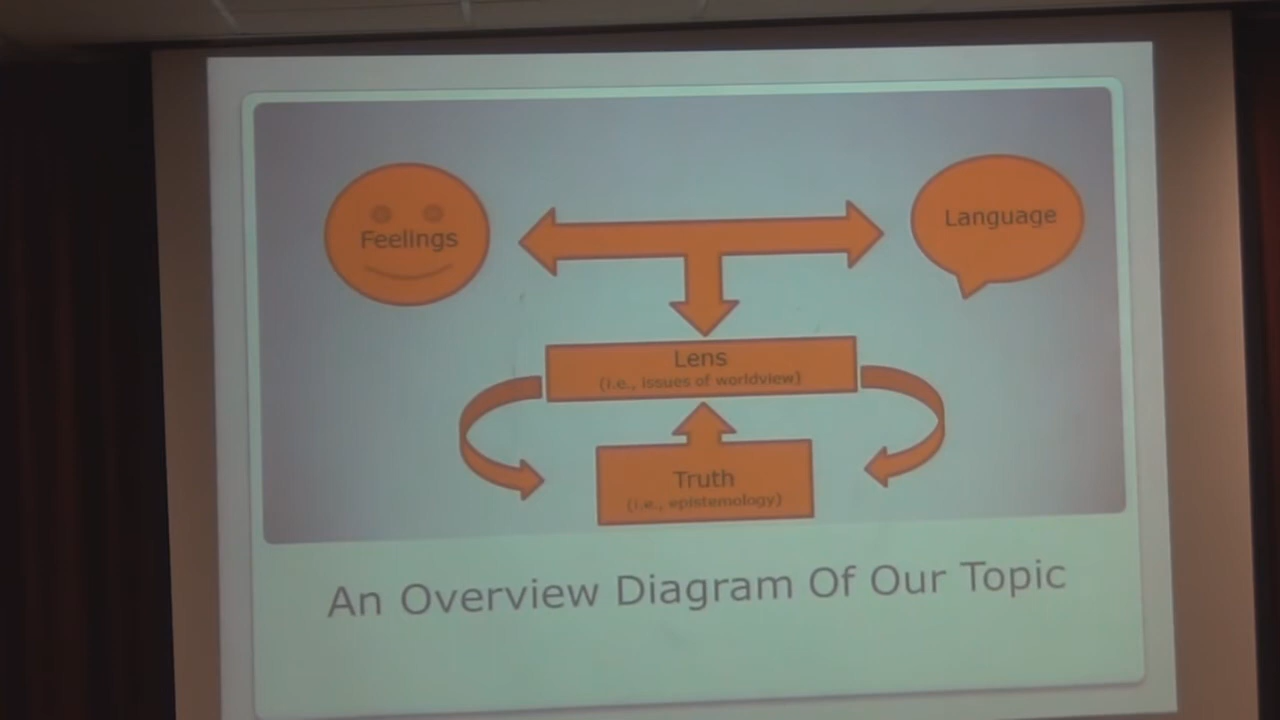 Feelings
Language
Lens
(i.e., issues of worldview)
Truth
(i.e., epistemology)
An Overview Diagram Of Our Topic